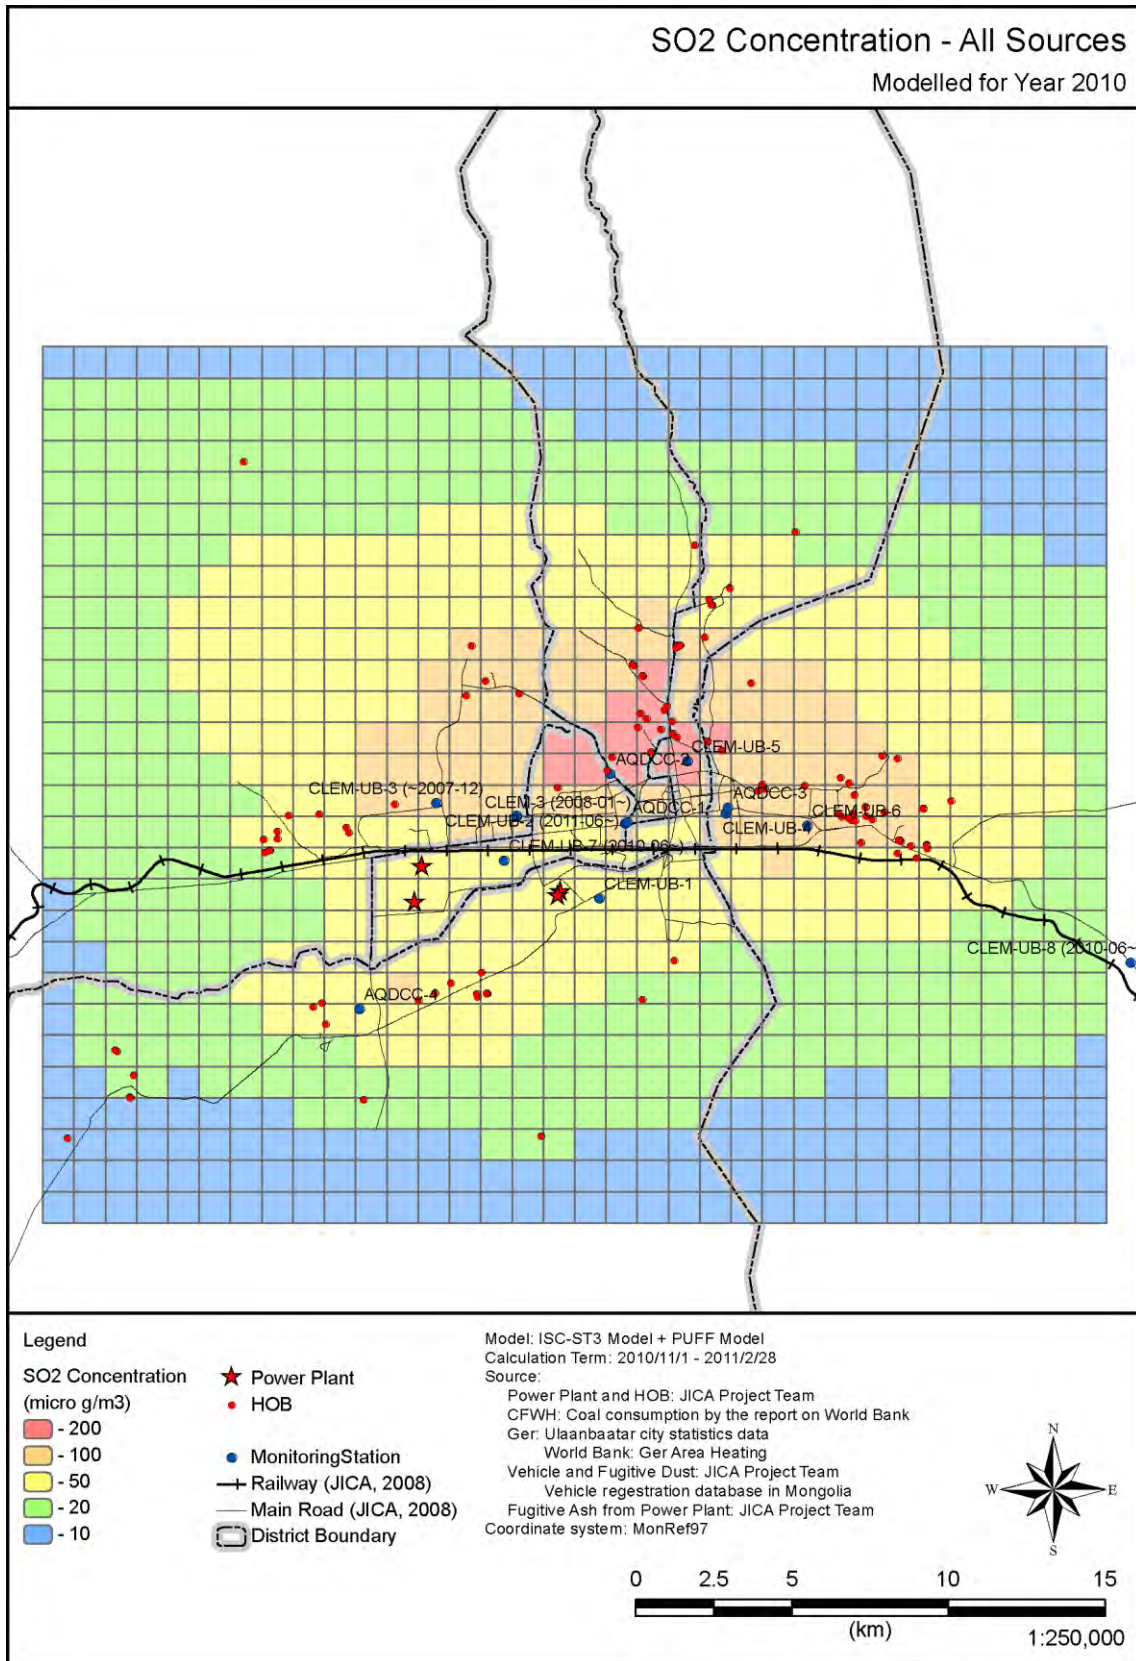 SO2 Concentration - All Sources
Modelled for Year 2010
CLEM-UB-5
AQDCC-2
CLEM-UB-3 (~2007-12)
CLEM-3 (2008-01~)
AQDCC-1
AQDCC-3
CLEM-UB-2 (2011-06~)
CLEM-UB-4
CLEM-UB-6
CLEM-UB-7 (2010-06~)
CLEM-UB-1
CLEM-UB-8 (2010-06~
AQDCC-4
Legend
SO2 Concentration
(micro g/m3)
- 200
- 100
- 50
- 20
- 10
Power Plant
HOB
MonitoringStation
Railway (JICA, 2008)
Main Road (JICA, 2008)
District Boundary
Model: ISC-ST3 Model + PUFF Model
Calculation Term: 2010/11/1 - 2011/2/28
Source:
Power Plant and HOB: JICA Project Team
CFWH: Coal consumption by the report on World Bank
Ger: Ulaanbaatar city statistics data
World Bank: Ger Area Heating
Vehicle and Fugitive Dust: JICA Project Team
Vehicle regestration database in Mongolia
Fugitive Ash from Power Plant: JICA Project Team
Coordinate system: MonRef97
N
W E
S
0 2.5 5 10 15
(km)
1:250,000